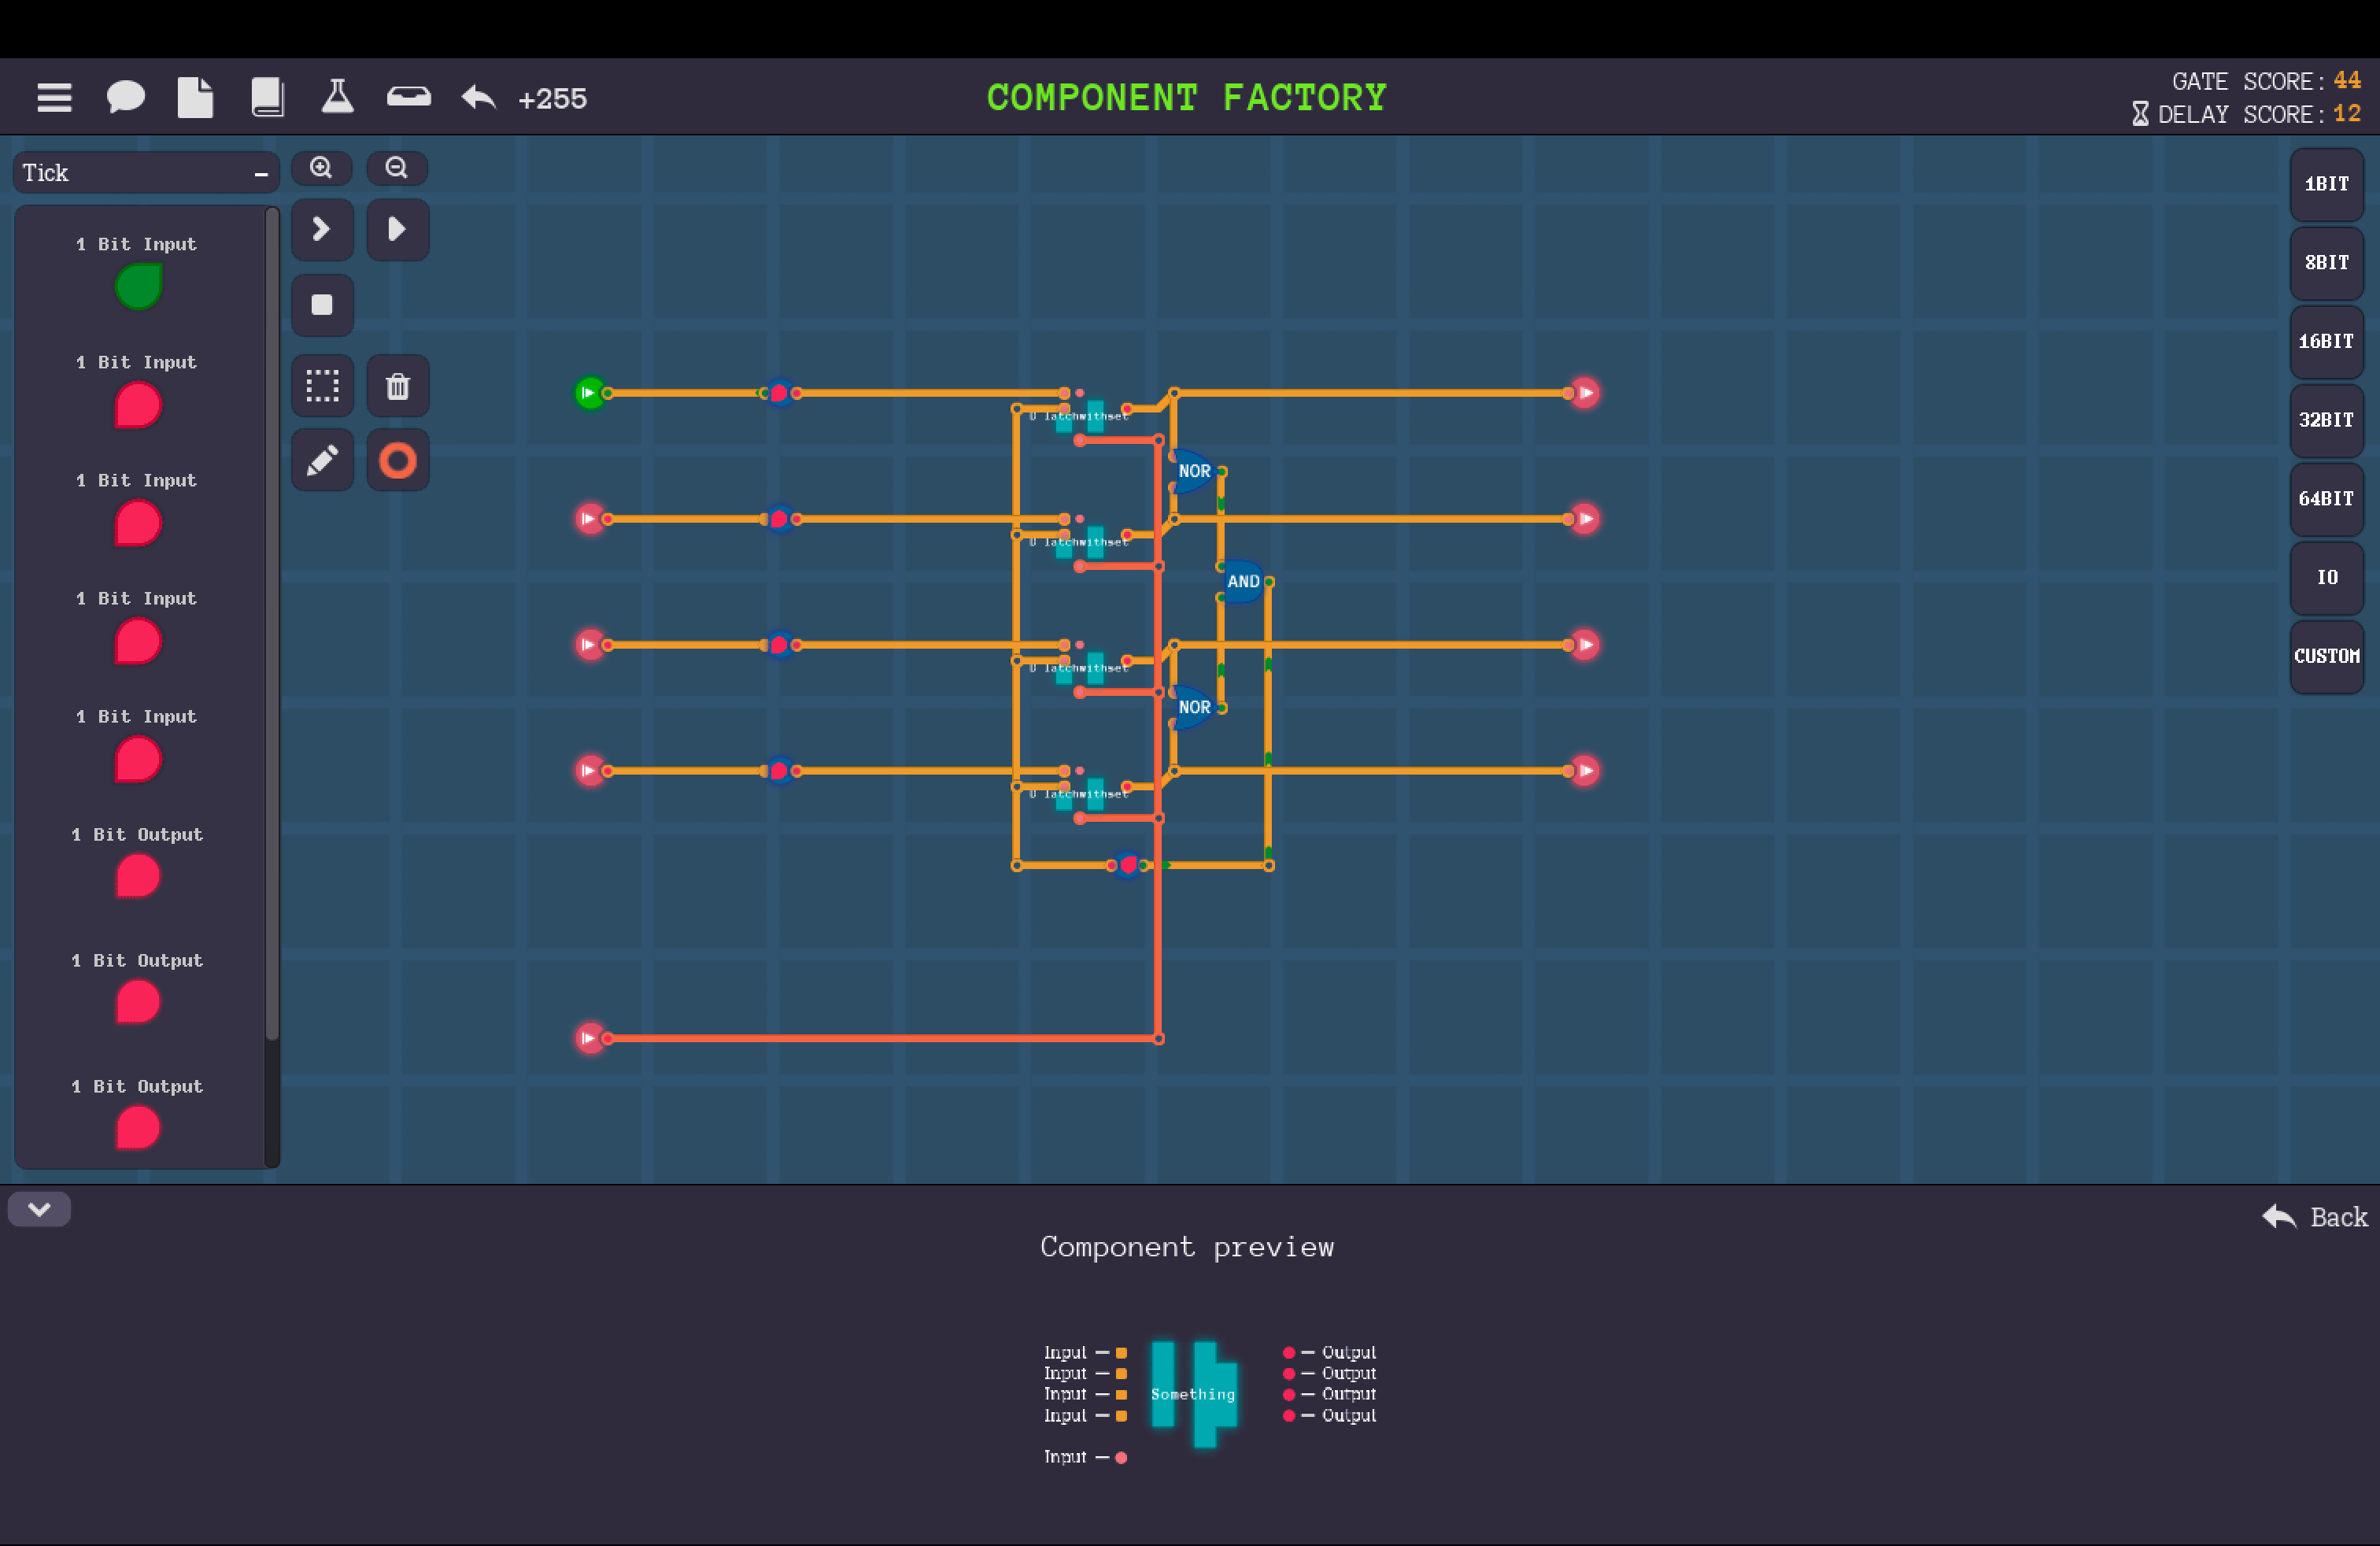 +255
COMPONENT FACTORY
GATE SCORE: 44
DELAY SCORE: 12
Tick
1 Bit Input
1 Bit Input
1 Bit Input
1 Bit Input
1 Bit Input
1 Bit Output
1 Bit Output
1 Bit Output
D latchwithset
NOR
D latchwithset
AND
D latchwithset
NOR
D latchwithset
1BIT
8BIT
16BIT
32BIT
64BIT
IO
CUSTOM
Back
Component preview
Input
Input
Input
Input
Input
Something
Output
Output
Output
Output